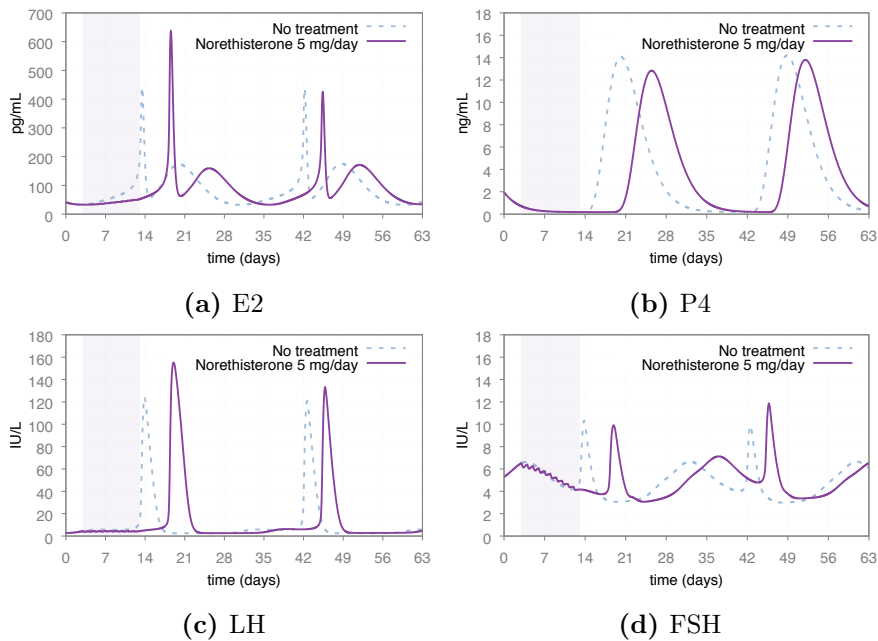 700
600
500
400
300
200
100
0
pg/mL
No treatment
Norethisterone 5 mg/day
0 7 14 21 28 35 42 49 56 63
time (days)
(a) E2
18
16
14
12
10
8
6
4
2
0
ng/mL
No treatment
Norethisterone 5 mg/day
0 7 14 21 28 35 42 49 56 63
time (days)
(b) P4
180
160
140
120
100
80
60
40
20
0
IU/L
No treatment
Norethisterone 5 mg/day
0 7 14 21 28 35 42 49 56 63
time (days)
(c) LH
18
16
14
12
10
8
6
4
2
0
IU/L
No treatment
Norethisterone 5 mg/day
0 7 14 21 28 35 42 49 56 63
time (days)
(d) FSH